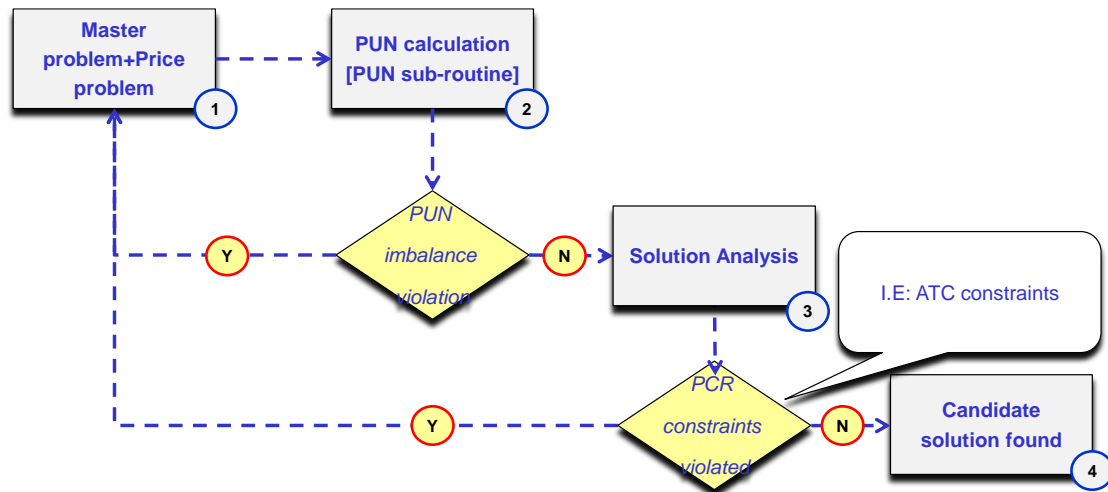 Master
problem+Price
problem
1
PUN calculation
[PUN sub-routine]
2
PUN
imbalance
violation
Y
N
Solution Analysis
3
I.E: ATC constraints
PCR
constraints
violated
Y
N
Candidate
solution found
4